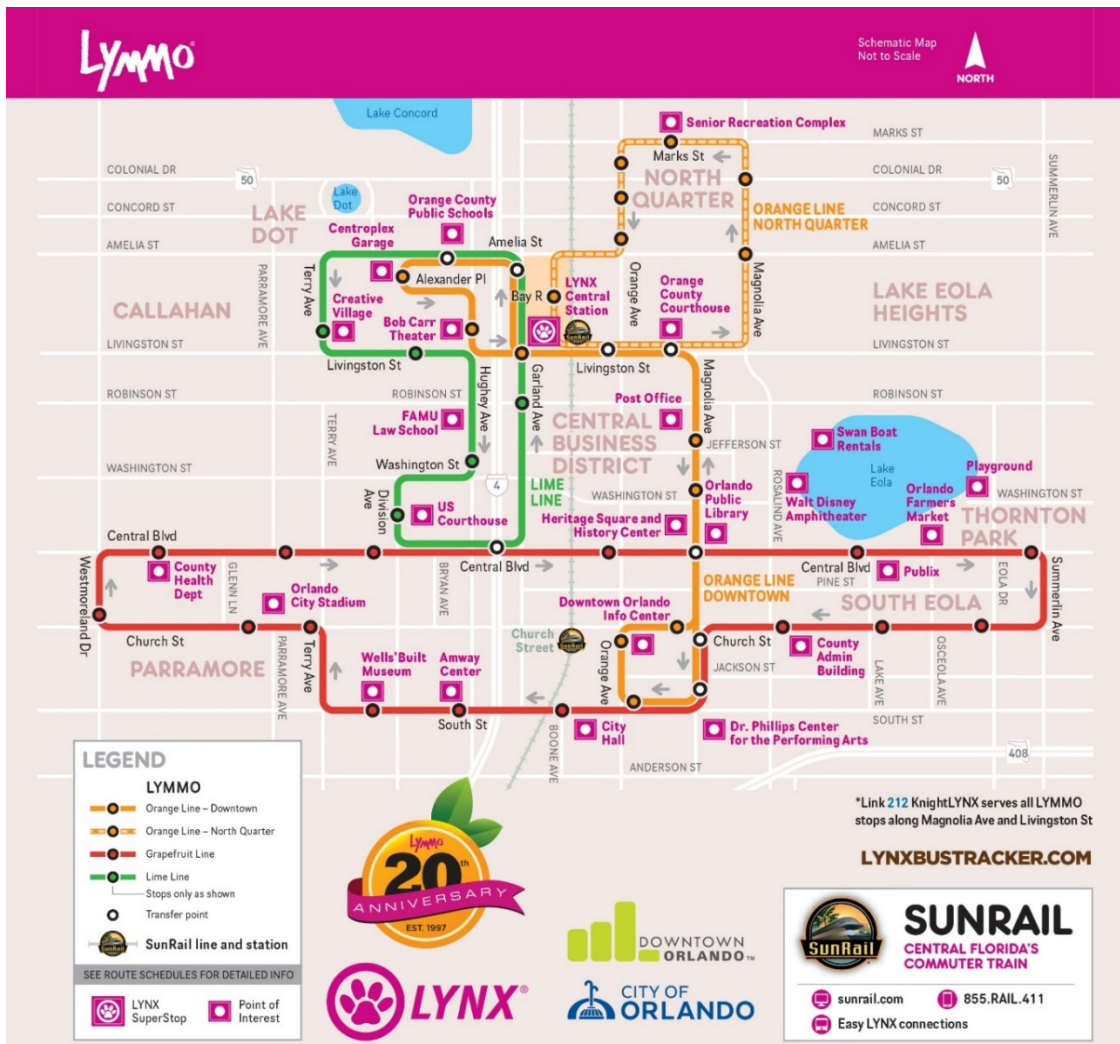 LYMMO®
Schematic Map
Not to Scale
NORTH
Lake Concord
Senior Recreation Complex
MARKS ST
Marks St
COLONIAL DR
50
Lake
Dot
NORTH
QUARTER
COLONIAL DR
50
SUMMERLIN AVE
CONCORD ST
LAKE
DOT
Orange County
Public Schools
ORANGE LINE
NORTH QUARTER
CONCORD ST
Centroplex
Garage
AMELIA ST
Amelia St
AMELIA ST
Terry Ave
PARRAMORE AVE
Alexander Pl
Bay R
LYNX
Central
Station
SunRail
Orange Ave
Orange
County
Courthouse
Magnolia Ave
CALLAHAN
Creative
Village
Bob Carr
Theater
LAKE EOLA
HEIGHTS
LIVINGSTON ST
Livingston St
Livingston St
LIVINGSTON ST
Hughey Ave
Garland Ave
Magnolia Ave
ROBINSON ST
ROBINSON ST
ROBINSON ST
FAMU
Law School
Post Office
CENTRAL
BUSINESS
DISTRICT
TERRY AVE
JEFFERSON ST
Swan Boat
Rentals
Lake
Eola
Playground
WASHINGTON ST
Washington St
4
LIME
LINE
WASHINGTON ST
Orlando
Public
Library
ROSALIND AVE
Walt Disney
Amphitheater
Orlando
Farmers
Market
WASHINGTON ST
THORNTON
PARK
Division
Ave
US
Courthouse
Heritage Square and
History Center
Central Blvd
Central Blvd
Central Blvd
PINE ST
Westmoreland Dr
County
Health
Dept
GLENN LN
BRYAN AVE
ORANGE LINE
DOWNTOWN
Publix
EOLA DR
Summerlin Ave
Orlando
City Stadium
Downtown Orlando
Info Center
SOUTH EOLA
Church St
Terry Ave
Church
Street
SunRail
Church St
PARRAMORE
PARRAMORE AVE
Wells'Built
Museum
Amway
Center
Orange Ave
JACKSON ST
County
Admin
Building
LAKE AVE
OSCEOLA AVE
South St
SOUTH ST
BOONE AVE
City
Hall
Dr. Phillips Center
for the Performing Arts
ANDERSON ST
408
LEGEND
LYMMO
Orange Line – Downtown
Orange Line – North Quarter
Grapefruit Line
Lime Line
Stops only as shown
Transfer point
SunRail
SunRail line and station
SEE ROUTE SCHEDULES FOR DETAILED INFO
LYNX
SuperStop
Point of
Interest
Lymmo
20th
ANNIVERSARY
EST. 1997
LYNX®
DOWNTOWN
ORLANDO™
CITY OF
ORLANDO
*Link 212 KnightLYNX serves all LYMMO
stops along Magnolia Ave and Livingston St
LYNXBUSTRACKER.COM
SunRail
SUNRAIL
CENTRAL FLORIDA'S
COMMUTER TRAIN
sunrail.com
855.RAIL.411
Easy LYNX connections